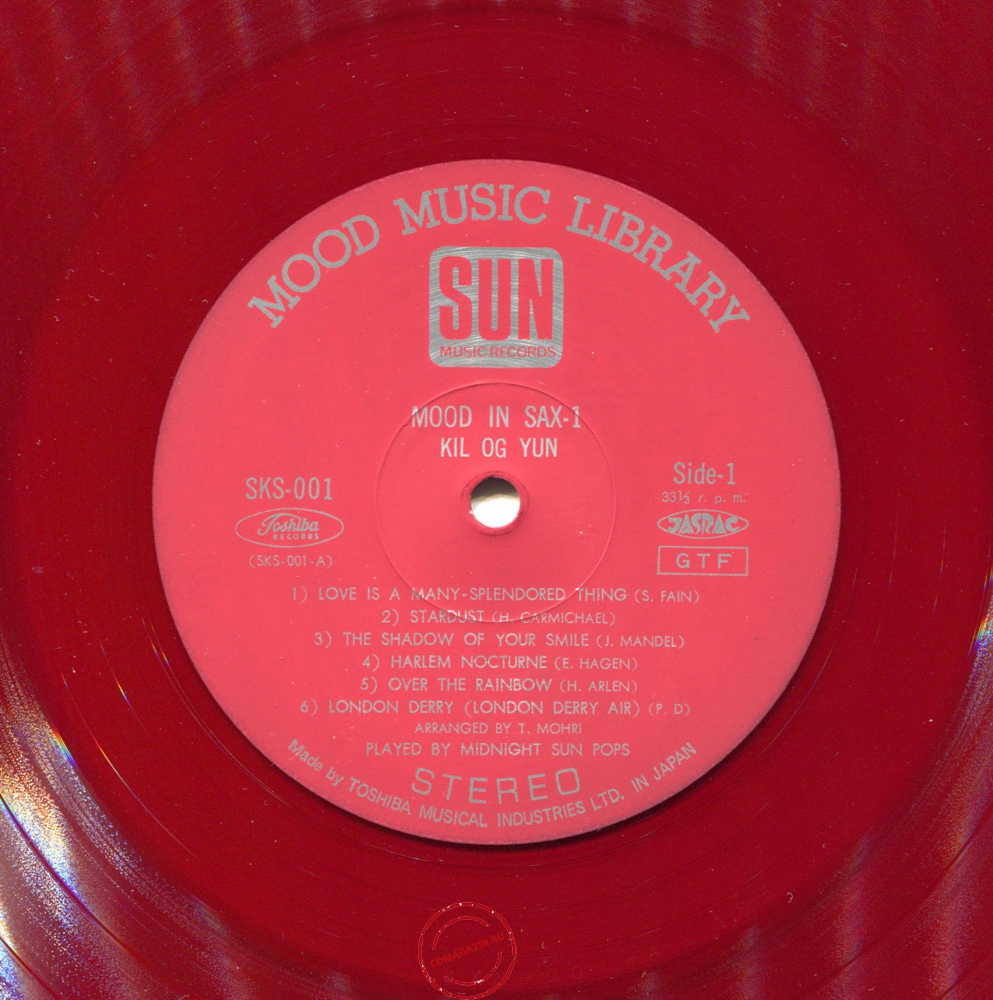 MOOD MUSIC LIBRARY
SUN
MUSIC RECORDS
MOOD IN SAX-1
KIL OG YUN
SKS-001
Toshiba
RECORDS
(SKS-001-A)
Side-1
33⅓ r. p. m.
JASRAC
GTF
1) LOVE IS A MANY-SPLENDORED THING (S. FAIN)
2) STARDUST (H. CARMICHAEL)
3) THE SHADOW OF YOUR SMILE (J. MANDEL)
4) HARLEM NOCTURNE (E. HAGEN)
5) OVER THE RAINBOW (H. ARLEN)
6) LONDON DERRY (LONDON DERRY AIR) (P. D)
ARRANGED BY T. MOHRI
PLAYED BY MIDNIGHT SUN POPS
STEREO
Made by TOSHIBA MUSICAL INDUSTRIES LTD. IN JAPAN
CDMAGAZIN.RU